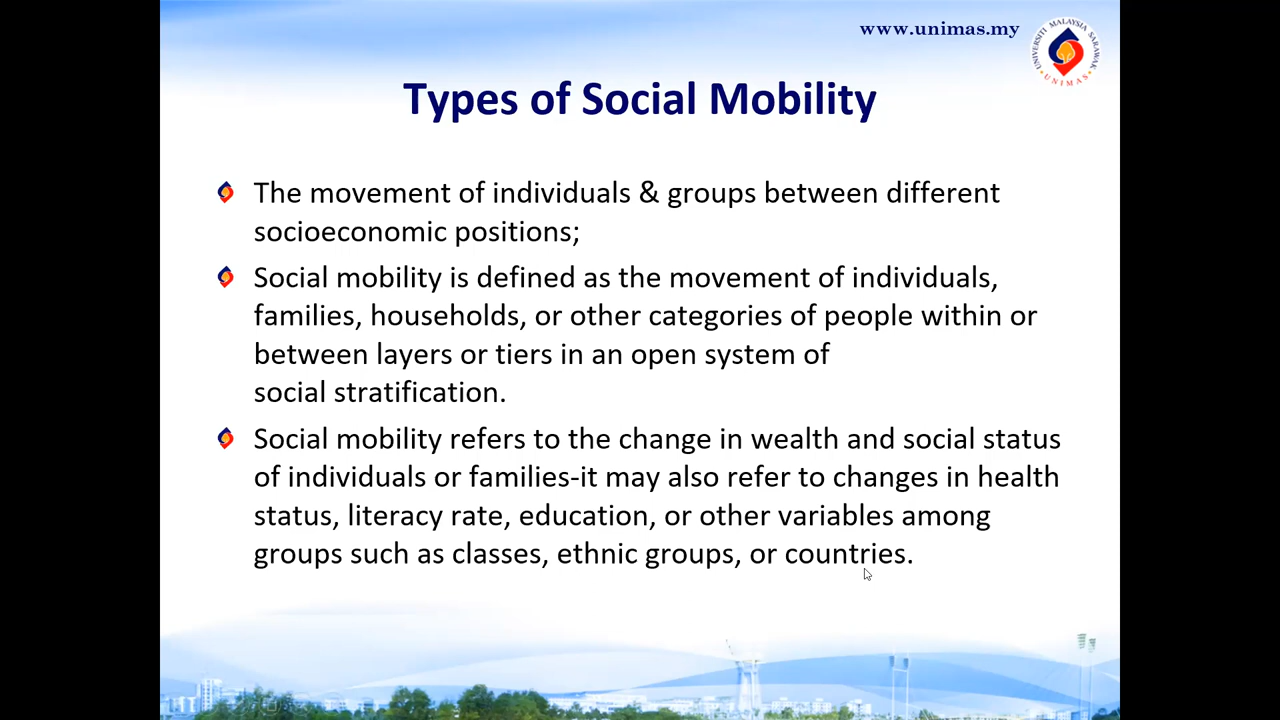 www.unimas.my
UNIVERSITI MALAYSIA SARAWAK
UNIMAS
Types of Social Mobility
The movement of individuals & groups between different
socioeconomic positions;
Social mobility is defined as the movement of individuals,
families, households, or other categories of people within or
between layers or tiers in an open system of
social stratification.
Social mobility refers to the change in wealth and social status
of individuals or families-it may also refer to changes in health
status, literacy rate, education, or other variables among
groups such as classes, ethnic groups, or countries.